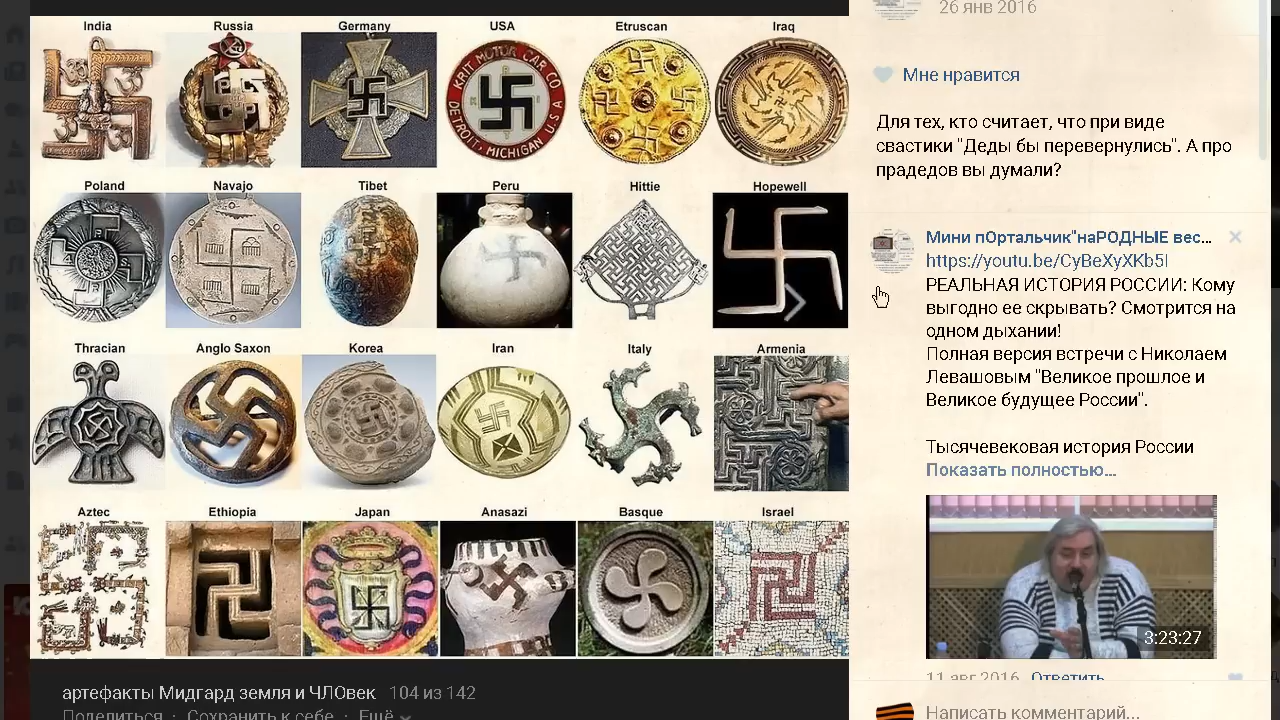 India Russia Germany USA Etruscan Iraq
KRIT MOTOR CAR CO
DETROIT, MICHIGAN U.S.A
Poland Navajo Tibet Peru Hittie Hopewell
Thracian Anglo Saxon Korea Iran Italy Armenia
Aztec Ethiopia Japan Anasazi Basque Israel
артефакты Мидгард земля и ЧЛОвек 104 из 142
Поделиться · Сохранить к себе · Ещё
26 янв 2016
Мне нравится
Для тех, кто считает, что при виде
свастики "Деды бы перевернулись". А про
прадедов вы думали?
Мини пОртальчик"наРОДНЫЕ вес...
https://youtu.be/CyBeXyXKb5I
РЕАЛЬНАЯ ИСТОРИЯ РОССИИ: Кому
выгодно ее скрывать? Смотрится на
одном дыхании!
Полная версия встречи с Николаем
Левашовым "Великое прошлое и
Великое будущее России".
Тысячевековая история России
Показать полностью...
3:23:27
11 авг 2016 Ответить
Написать комментарий...